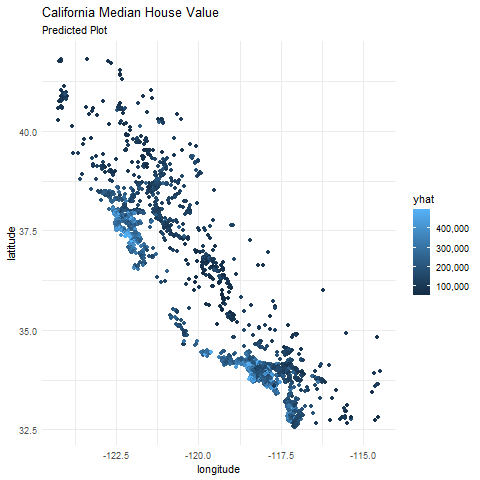 California Median House Value
Predicted Plot
latitude
40.0
37.5
35.0
32.5
-122.5
-120.0
-117.5
-115.0
longitude
yhat
400,000
300,000
200,000
100,000